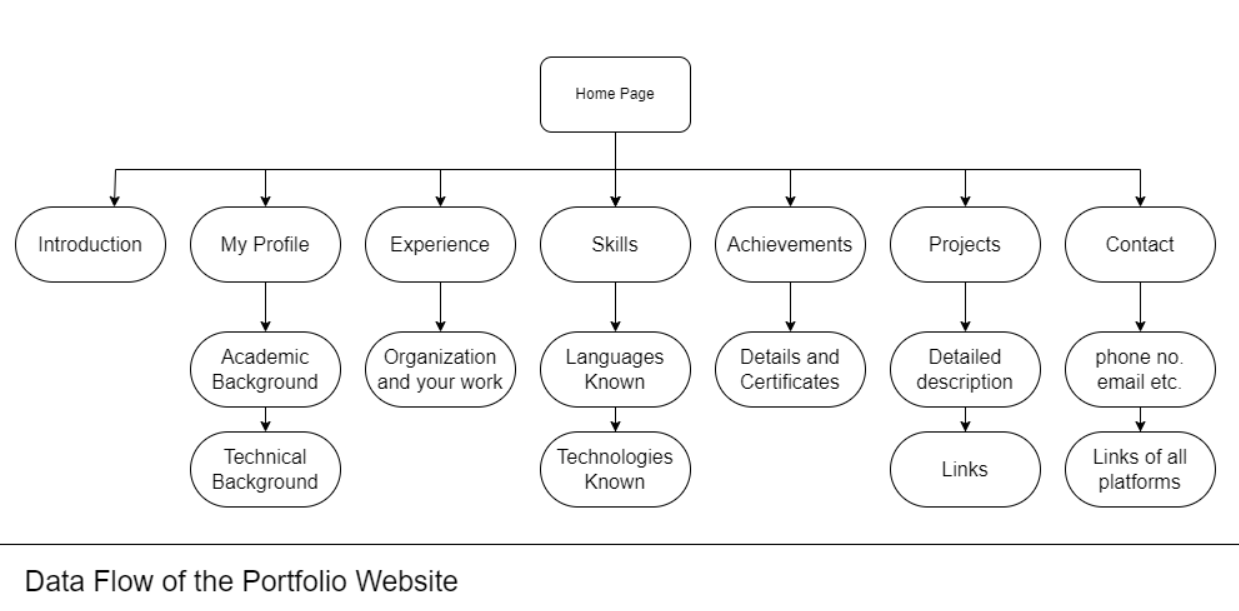 Home Page
Introduction
My Profile
Experience
Skills
Achievements
Projects
Contact
Academic
Background
Organization
and your work
Languages
Known
Details and
Certificates
Detailed
description
phone no.
email etc.
Technical
Background
Technologies
Known
Links
Links of all
platforms
Data Flow of the Portfolio Website